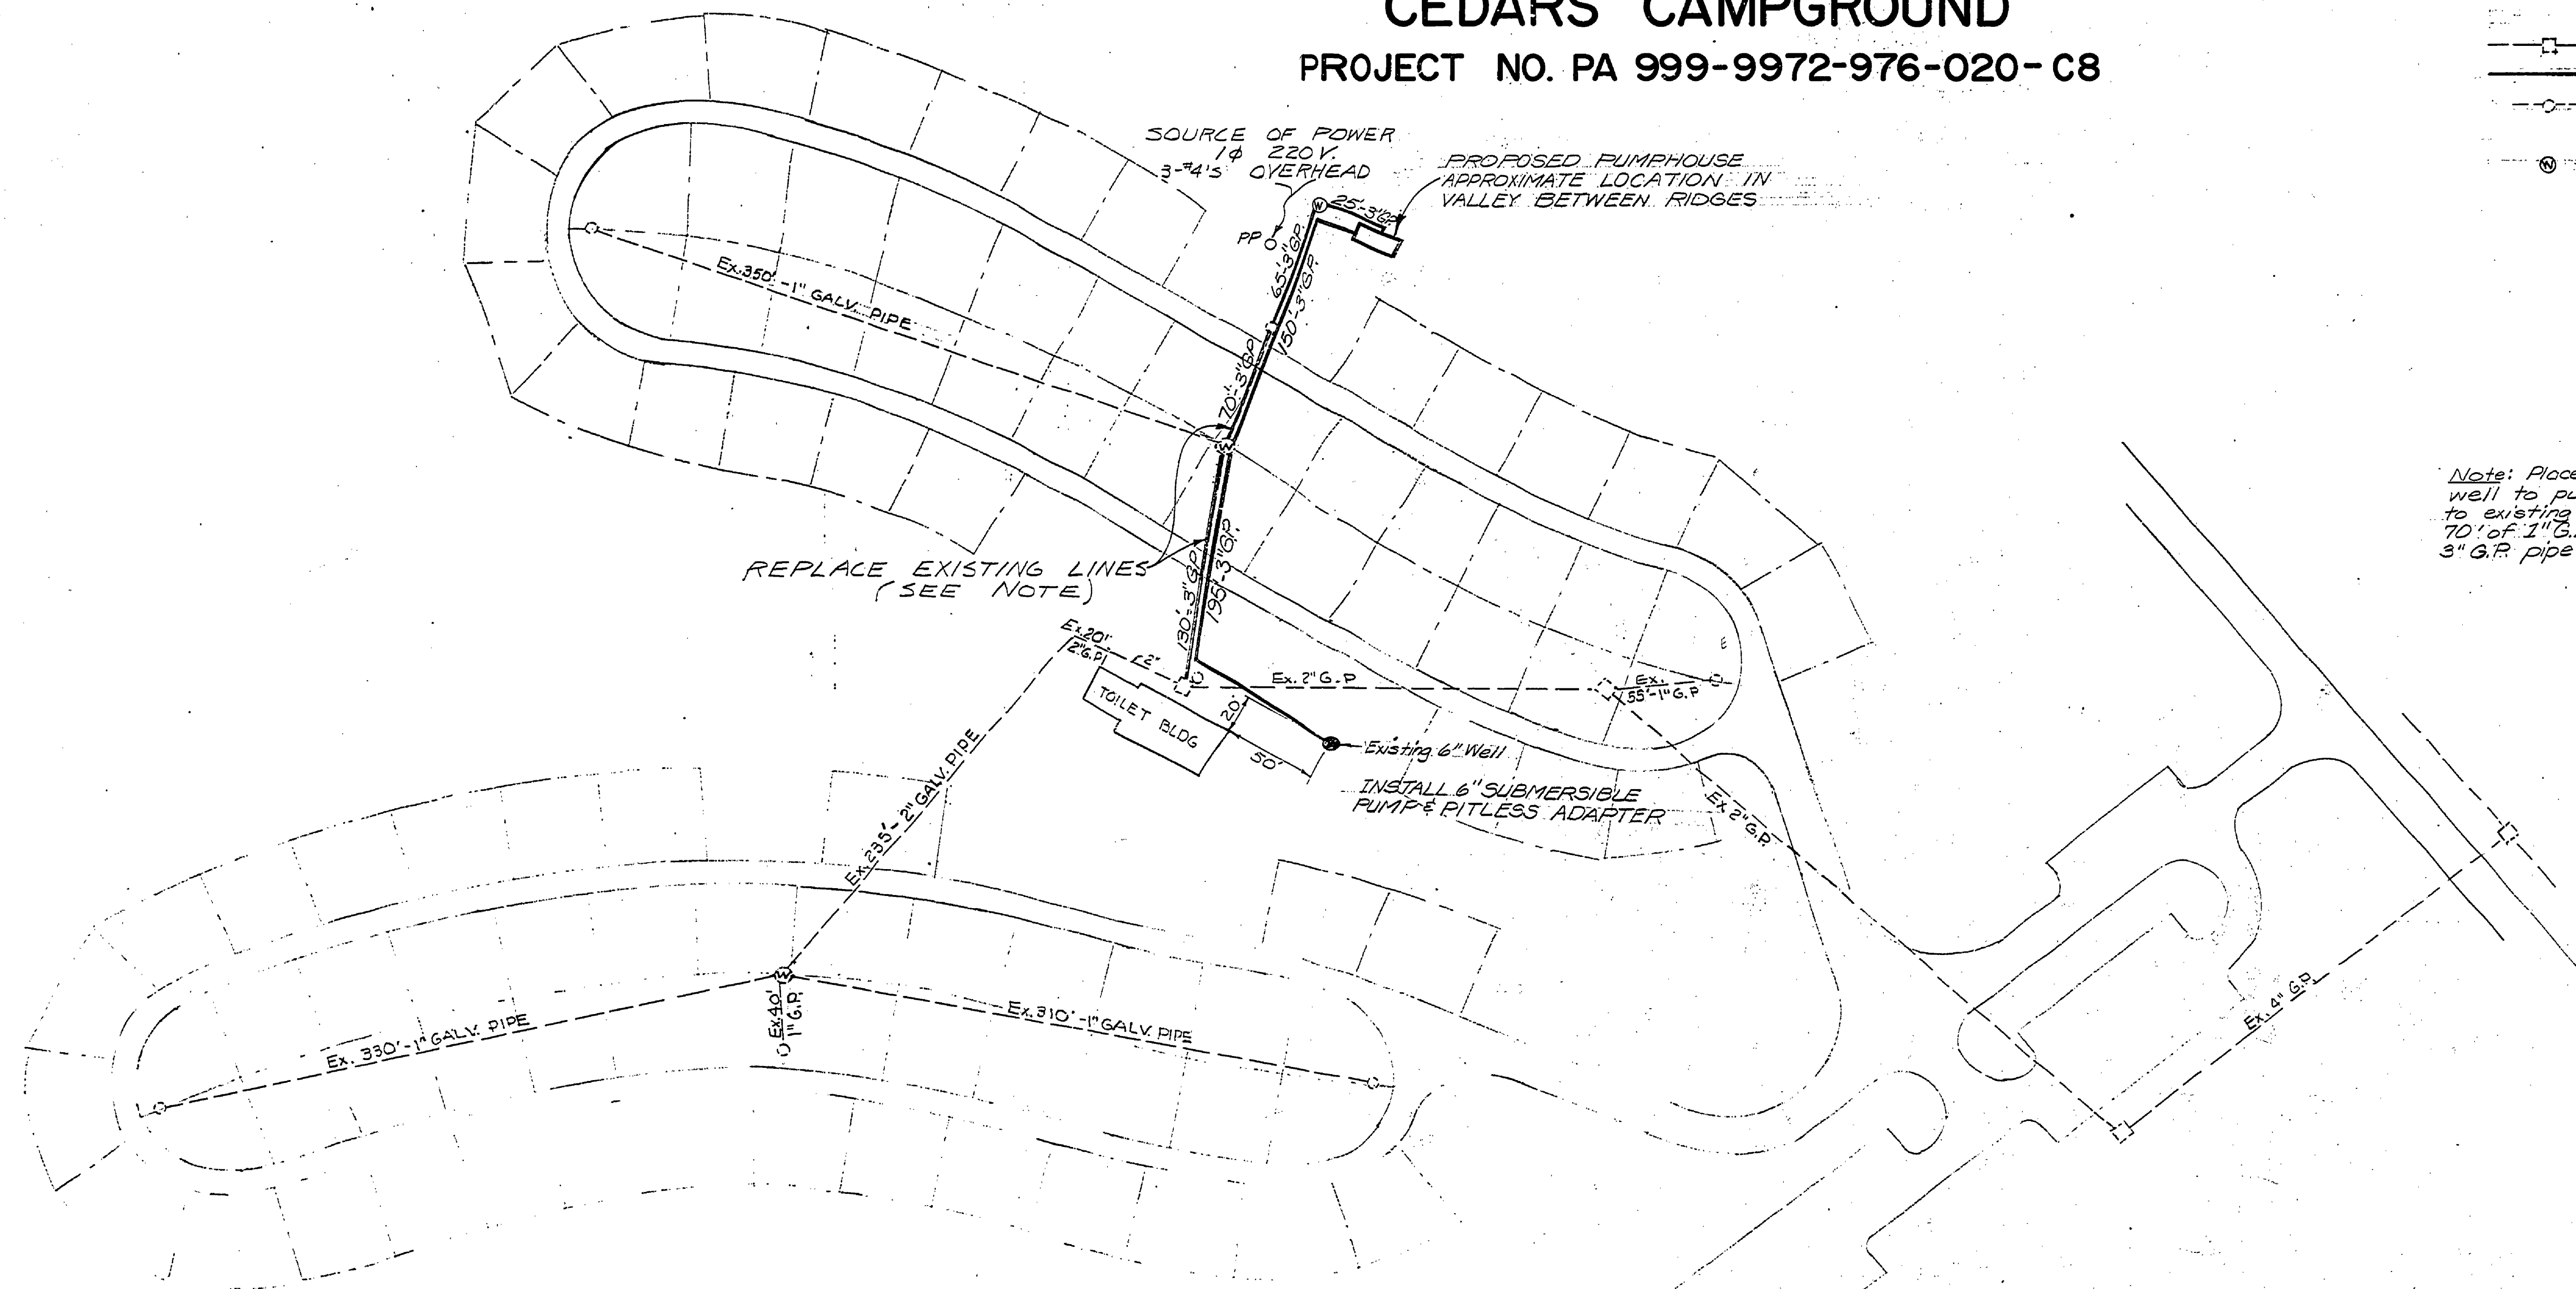 CEDARS CAMPGROUND
PROJECT NO. PA 999-9972-976-020-C8
SOURCE OF POWER
1ϕ 220 V.
3-#4's OVERHEAD
PROPOSED PUMPHOUSE
APPROXIMATE LOCATION IN
VALLEY BETWEEN RIDGES
W
25'-3"G.P.
PP
65'-3"G.P.
150'-3"G.P.
Ex. 350'-1" GALV. PIPE
70'-3"G.P.
W
W
Note: Place
well to pu
to existing
70' of 1" G.
3" G.P. pipe
REPLACE EXISTING LINES
(SEE NOTE)
130'-3"G.P.
195'-3"G.P.
Ex. 20'
2"G.P.
2"
TOILET BLDG
20'
50'
Ex. 2" G.P
Ex.
55'-1"G.P
E
Existing 6" Well
INSTALL 6" SUBMERSIBLE
PUMP & PITLESS ADAPTER
Ex. 2" G.P.
Ex. 235'-2" GALV. PIPE
W
Ex. 40'
1" G.P.
Ex. 330'-1" GALV. PIPE
Ex. 310'-1" GALV. PIPE
Ex. 4" G.P.